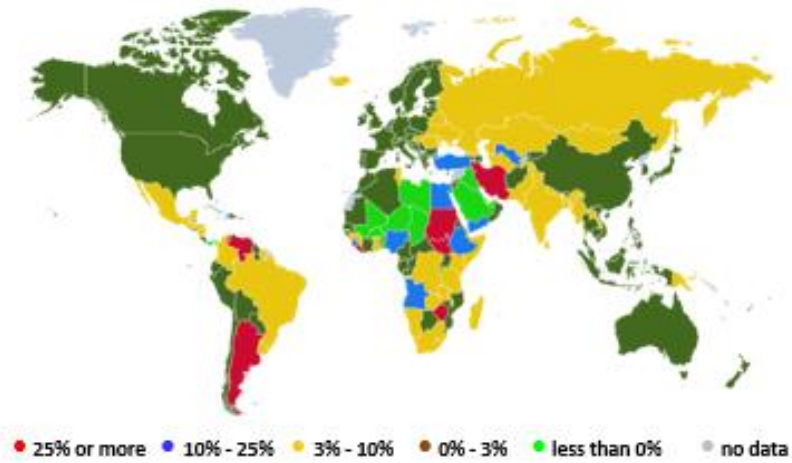 25% or more 10% - 25% 3% - 10% 0% - 3% less than 0% no data